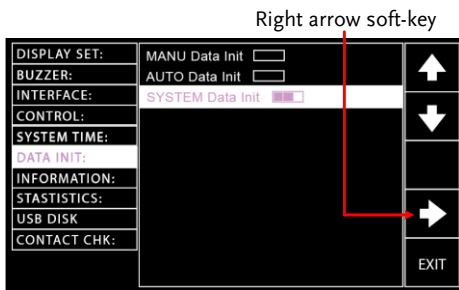 Right arrow soft-key
DISPLAY SET:
BUZZER:
INTERFACE:
CONTROL:
SYSTEM TIME:
DATA INIT:
INFORMATION:
STASTISTICS:
USB DISK
CONTACT CHK:
MANU Data Init
AUTO Data Init
SYSTEM Data Init
EXIT